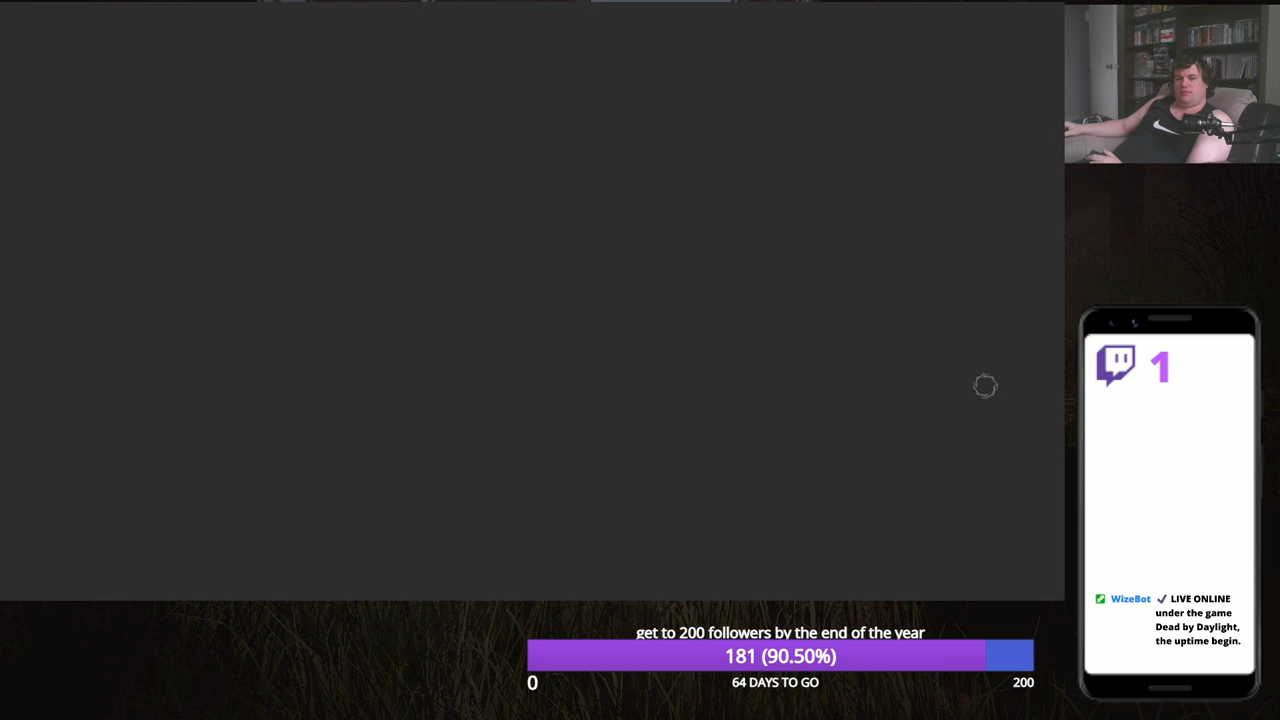 1
WizeBot ✓ LIVE ONLINE
under the game
Dead by Daylight,
the uptime begin.
get to 200 followers by the end of the year
181 (90.50%)
0 64 DAYS TO GO 200